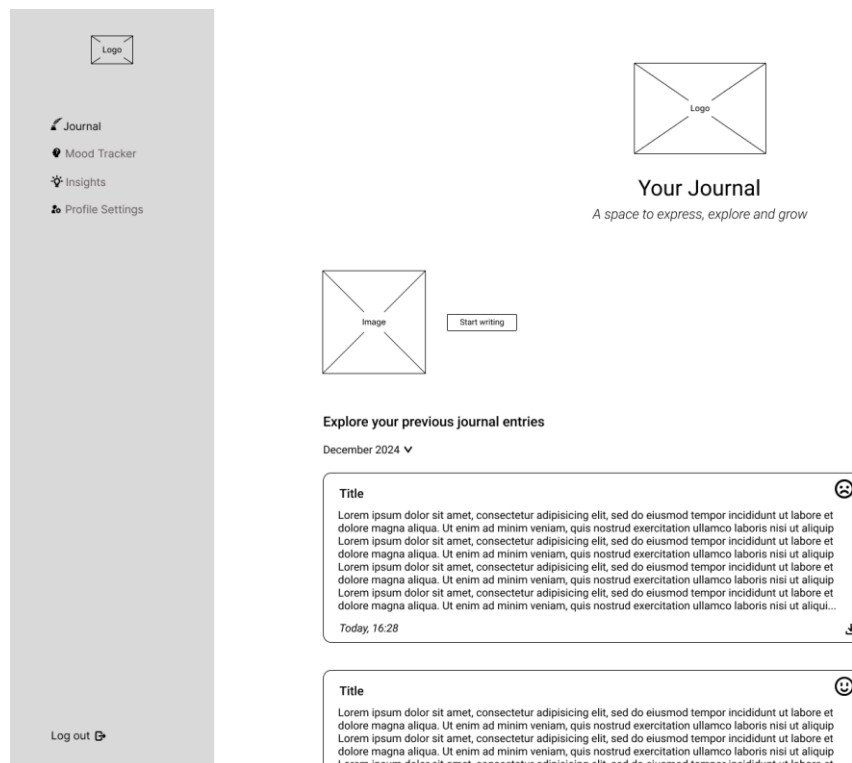 Logo
Journal
Mood Tracker
Insights
Profile Settings
Log out
Logo
Your Journal
A space to express, explore and grow
Image
Start writing
Explore your previous journal entries
December 2024
Title
Lorem ipsum dolor sit amet, consectetur adipisicing elit, sed do eiusmod tempor incididunt ut labore et
dolore magna aliqua. Ut enim ad minim veniam, quis nostrud exercitation ullamco laboris nisi ut aliquip
Lorem ipsum dolor sit amet, consectetur adipisicing elit, sed do eiusmod tempor incididunt ut labore et
dolore magna aliqua. Ut enim ad minim veniam, quis nostrud exercitation ullamco laboris nisi ut aliquip
Lorem ipsum dolor sit amet, consectetur adipisicing elit, sed do eiusmod tempor incididunt ut labore et
dolore magna aliqua. Ut enim ad minim veniam, quis nostrud exercitation ullamco laboris nisi ut aliquip
Lorem ipsum dolor sit amet, consectetur adipisicing elit, sed do eiusmod tempor incididunt ut labore et
dolore magna aliqua. Ut enim ad minim veniam, quis nostrud exercitation ullamco laboris nisi ut aliqui...
Today, 16:28
Title
Lorem ipsum dolor sit amet, consectetur adipisicing elit, sed do eiusmod tempor incididunt ut labore et
dolore magna aliqua. Ut enim ad minim veniam, quis nostrud exercitation ullamco laboris nisi ut aliquip
Lorem ipsum dolor sit amet, consectetur adipisicing elit, sed do eiusmod tempor incididunt ut labore et
dolore magna aliqua. Ut enim ad minim veniam, quis nostrud exercitation ullamco laboris nisi ut aliquip